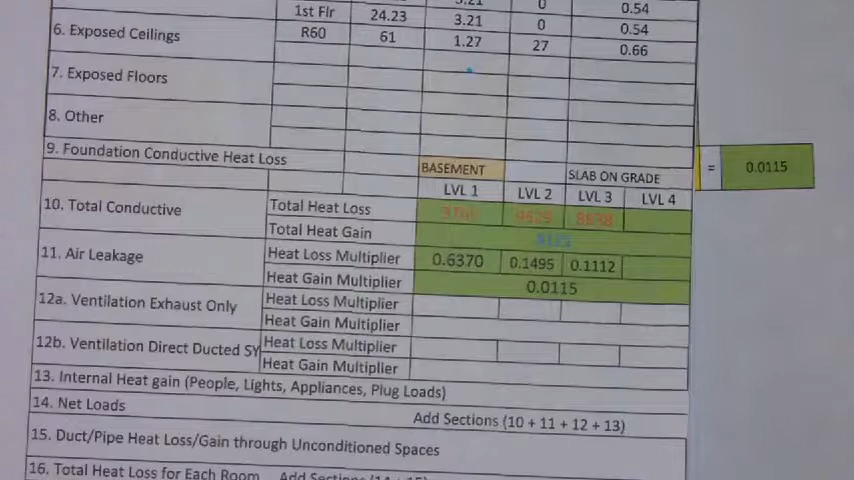 0
0.54
1st Flr 24.23 3.21 0 0.54
6. Exposed Ceilings R60 61 1.27 27 0.66
7. Exposed Floors
8. Other
9. Foundation Conductive Heat Loss
BASEMENT SLAB ON GRADE = 0.0115
LVL 1 LVL 2 LVL 3 LVL 4
10. Total Conductive Total Heat Loss
Total Heat Gain
11. Air Leakage Heat Loss Multiplier 0.6370 0.1495 0.1112
Heat Gain Multiplier 0.0115
12a. Ventilation Exhaust Only Heat Loss Multiplier
Heat Gain Multiplier
12b. Ventilation Direct Ducted SY Heat Loss Multiplier
Heat Gain Multiplier
13. Internal Heat gain (People, Lights, Appliances, Plug Loads)
14. Net Loads Add Sections (10 + 11 + 12 + 13)
15. Duct/Pipe Heat Loss/Gain through Unconditioned Spaces
16. Total Heat Loss for Each Room Add Sections